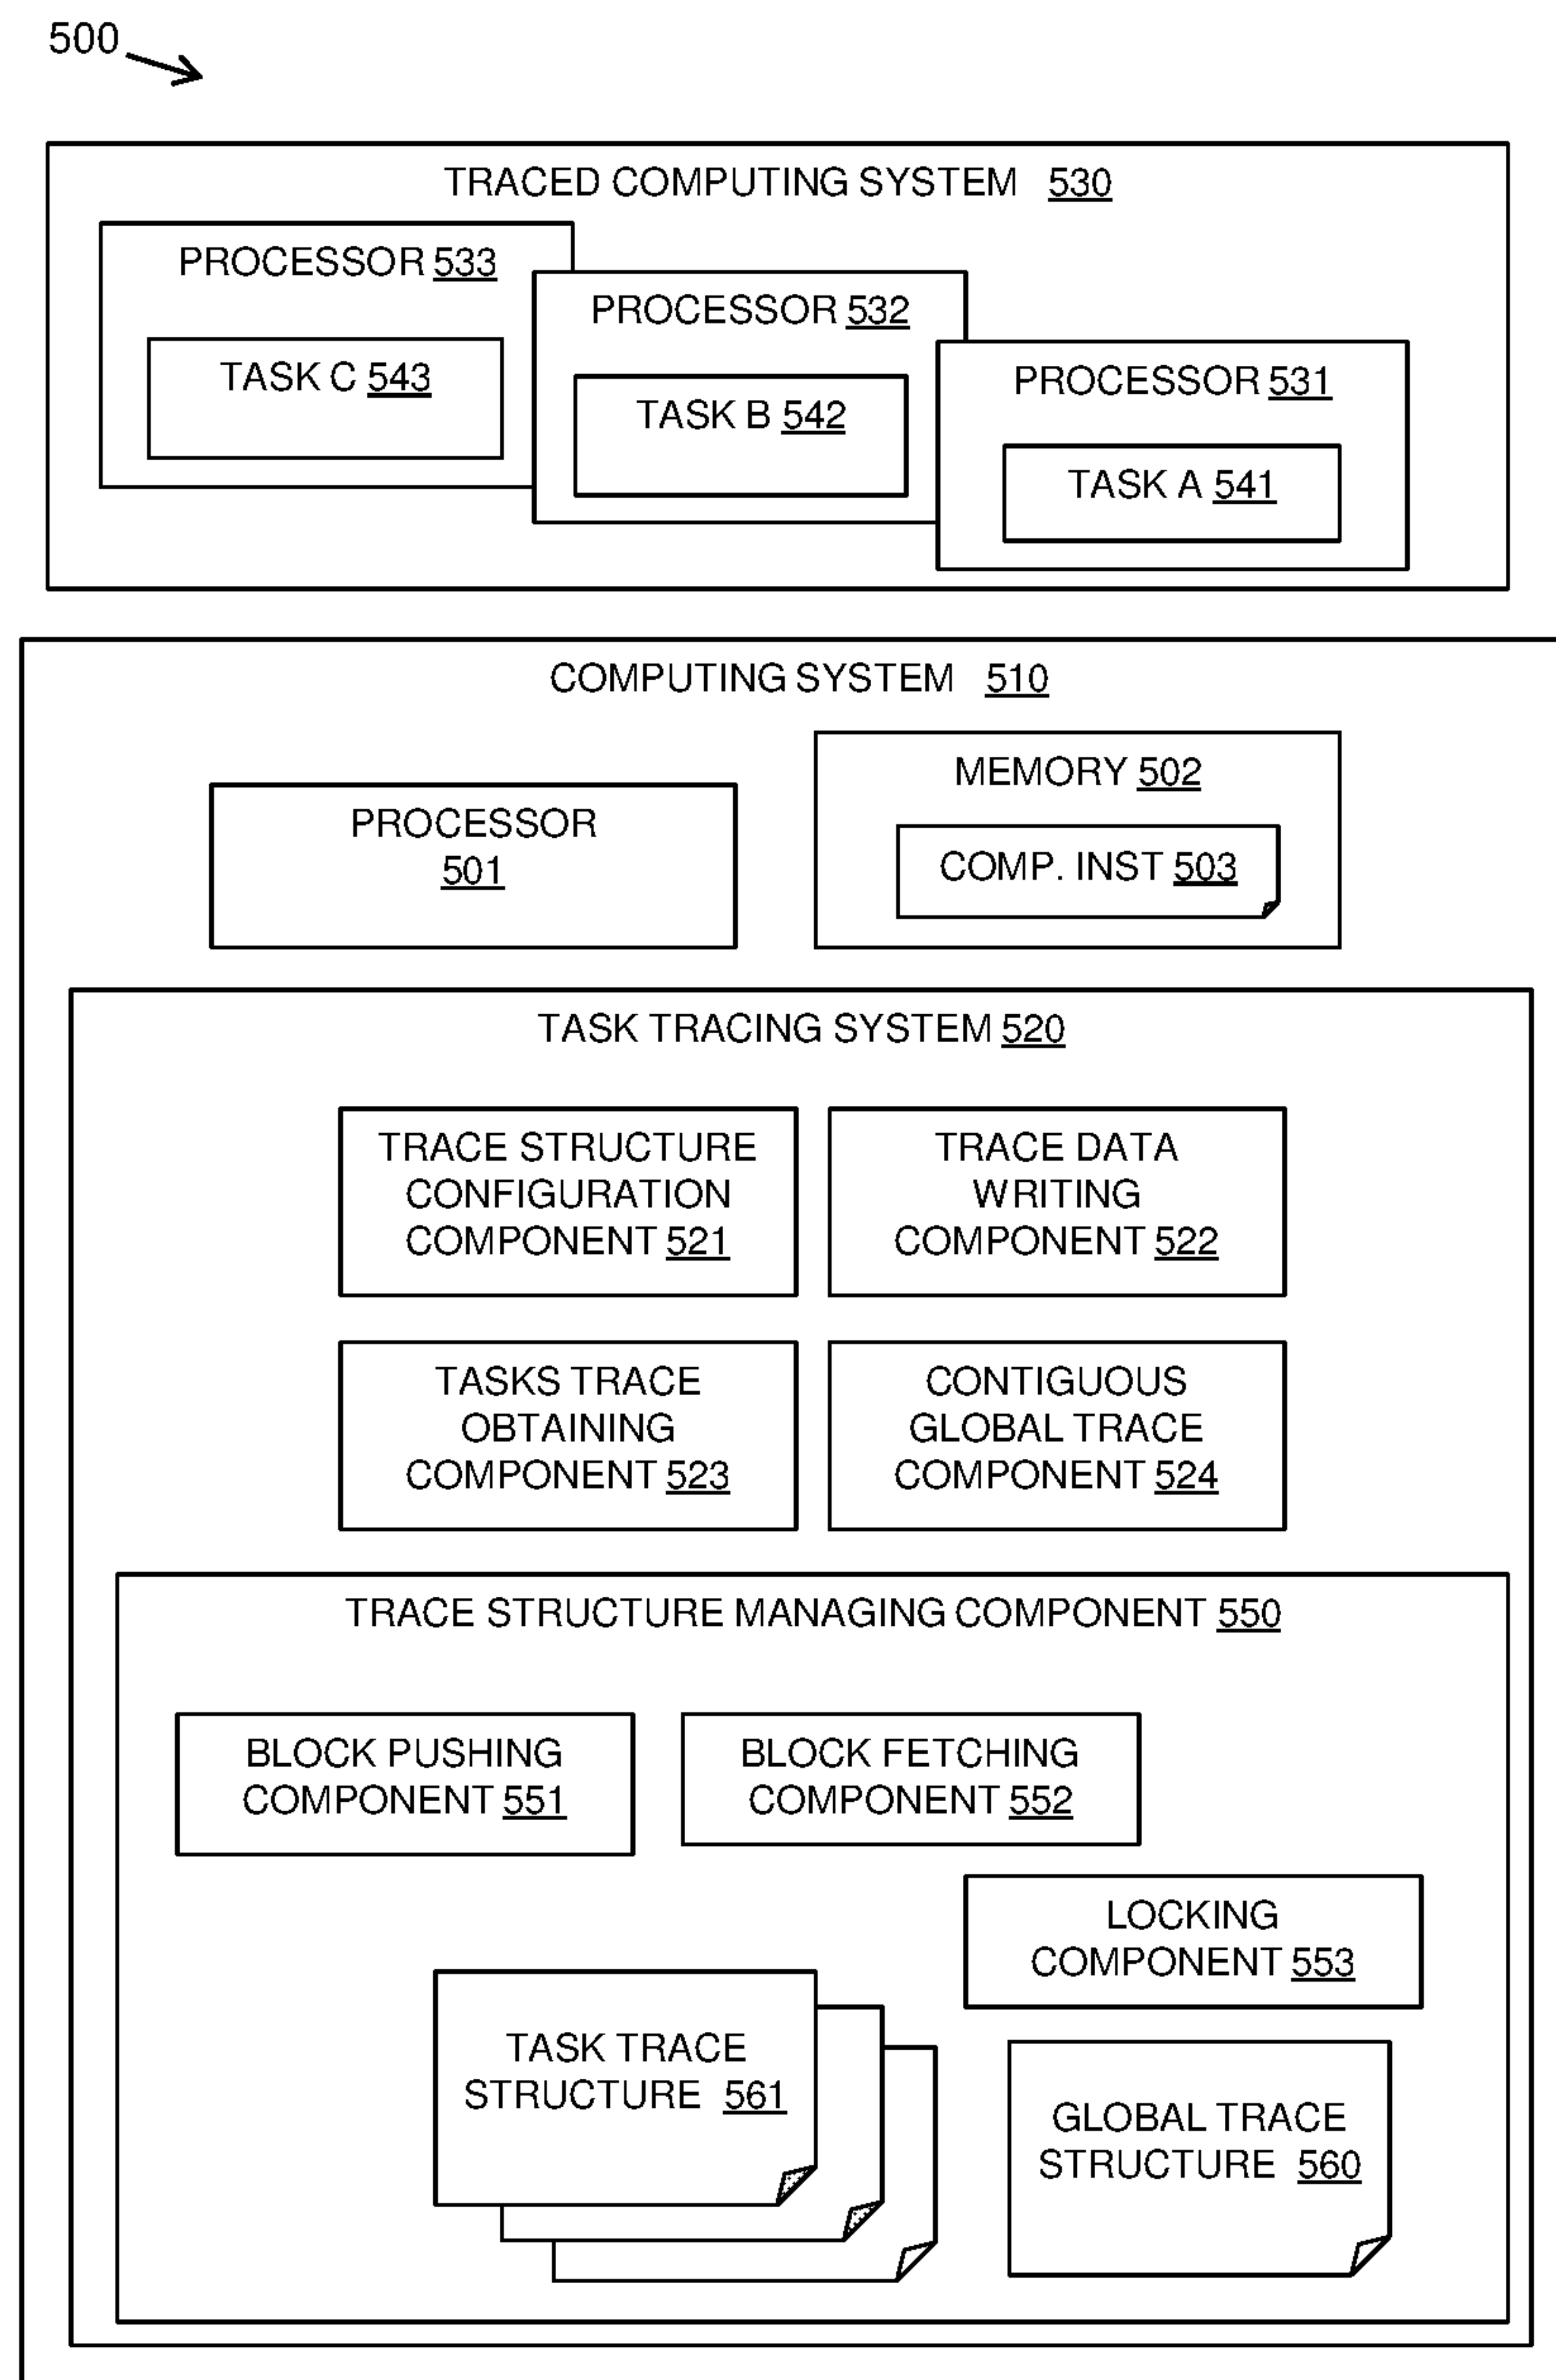 500
TRACED COMPUTING SYSTEM 530
PROCESSOR 533
TASK C 543
PROCESSOR 532
TASK B 542
PROCESSOR 531
TASK A 541
COMPUTING SYSTEM 510
PROCESSOR
501
MEMORY 502
COMP. INST 503
TASK TRACING SYSTEM 520
TRACE STRUCTURE
CONFIGURATION
COMPONENT 521
TRACE DATA
WRITING
COMPONENT 522
TASKS TRACE
OBTAINING
COMPONENT 523
CONTIGUOUS
GLOBAL TRACE
COMPONENT 524
TRACE STRUCTURE MANAGING COMPONENT 550
BLOCK PUSHING
COMPONENT 551
BLOCK FETCHING
COMPONENT 552
LOCKING
COMPONENT 553
TASK TRACE
STRUCTURE 561
GLOBAL TRACE
STRUCTURE 560